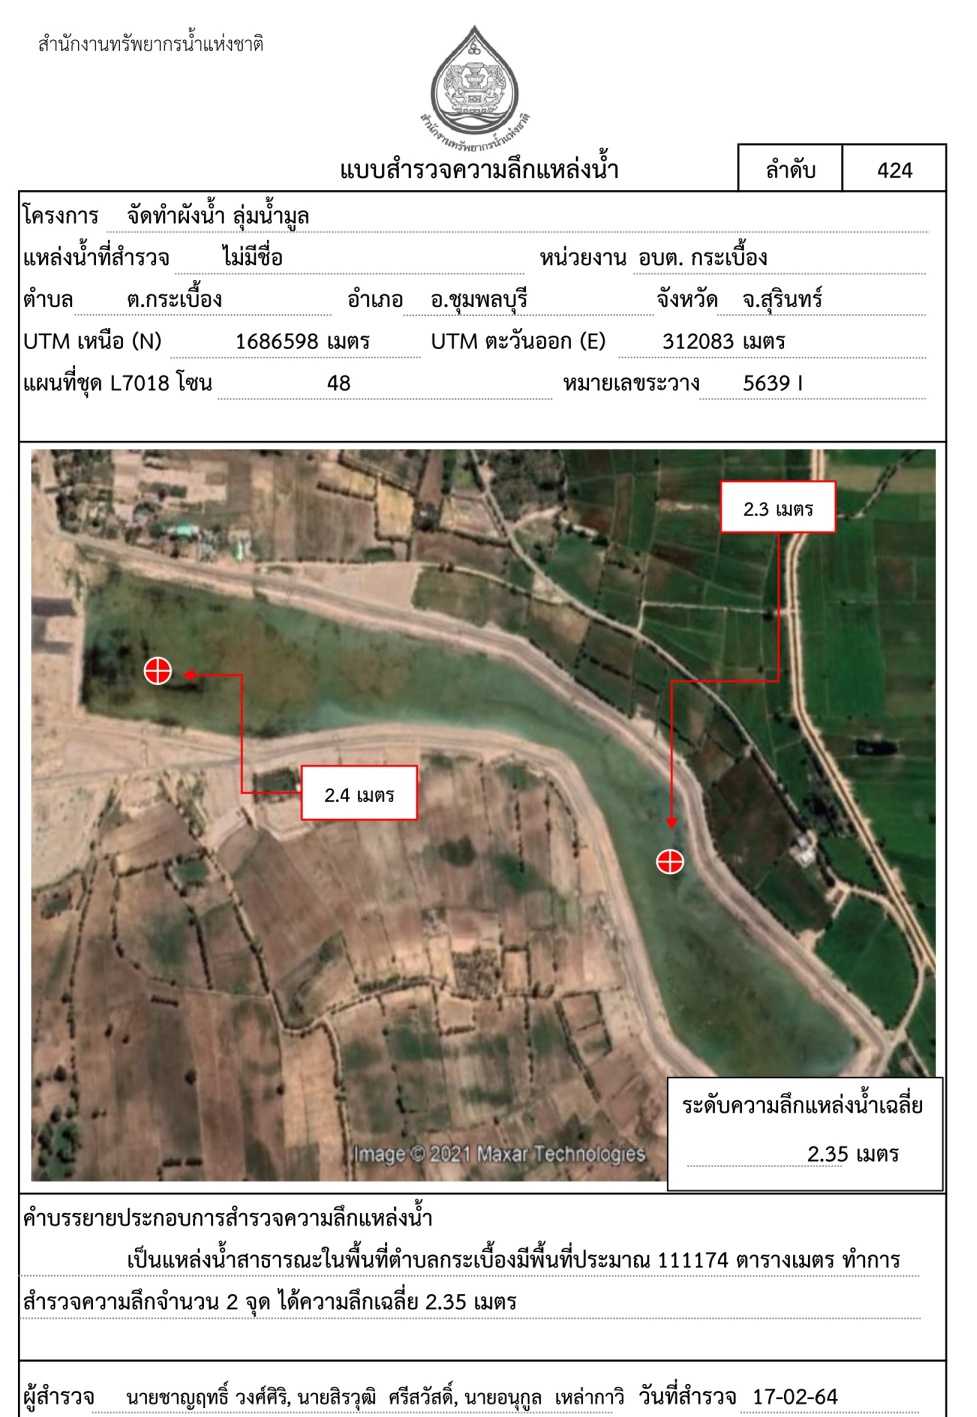 สำนักงานทรัพยากรน้ำแห่งชาติ
สำนักงานทรัพยากรน้ำแห่งชาติ
แบบสำรวจความลึกแหล่งน้ำ ลำดับ 424
โครงการ จัดทำผังน้ำ ลุ่มน้ำมูล
แหล่งน้ำที่สำรวจ ไม่มีชื่อ หน่วยงาน อบต. กระเบื้อง
ตำบล ต.กระเบื้อง อำเภอ อ.ชุมพลบุรี จังหวัด จ.สุรินทร์
UTM เหนือ (N) 1686598 เมตร UTM ตะวันออก (E) 312083 เมตร
แผนที่ชุด L7018 โซน 48 หมายเลขระวาง 5639 I
2.3 เมตร
2.4 เมตร
ระดับความลึกแหล่งน้ำเฉลี่ย
2.35 เมตร
Image © 2021 Maxar Technologies
คำบรรยายประกอบการสำรวจความลึกแหล่งน้ำ
เป็นแหล่งน้ำสาธารณะในพื้นที่ตำบลกระเบื้องมีพื้นที่ประมาณ 111174 ตารางเมตร ทำการ
สำรวจความลึกจำนวน 2 จุด ได้ความลึกเฉลี่ย 2.35 เมตร
ผู้สำรวจ นายชาญฤทธิ์ วงศ์ศิริ, นายสิรวุฒิ ศรีสวัสดิ์, นายอนุกูล เหล่ากาวิ วันที่สำรวจ 17-02-64